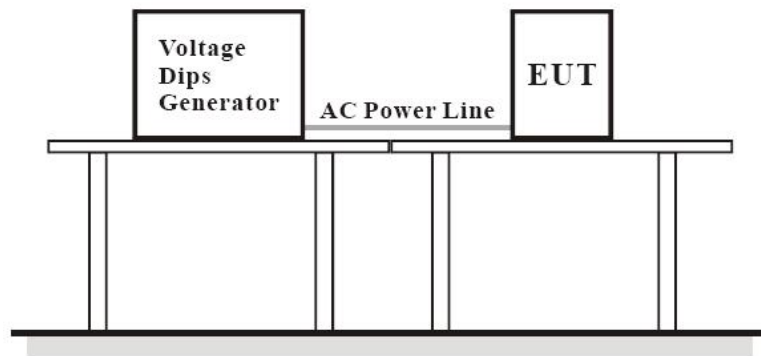 Voltage
Dips
Generator
AC Power Line
EUT